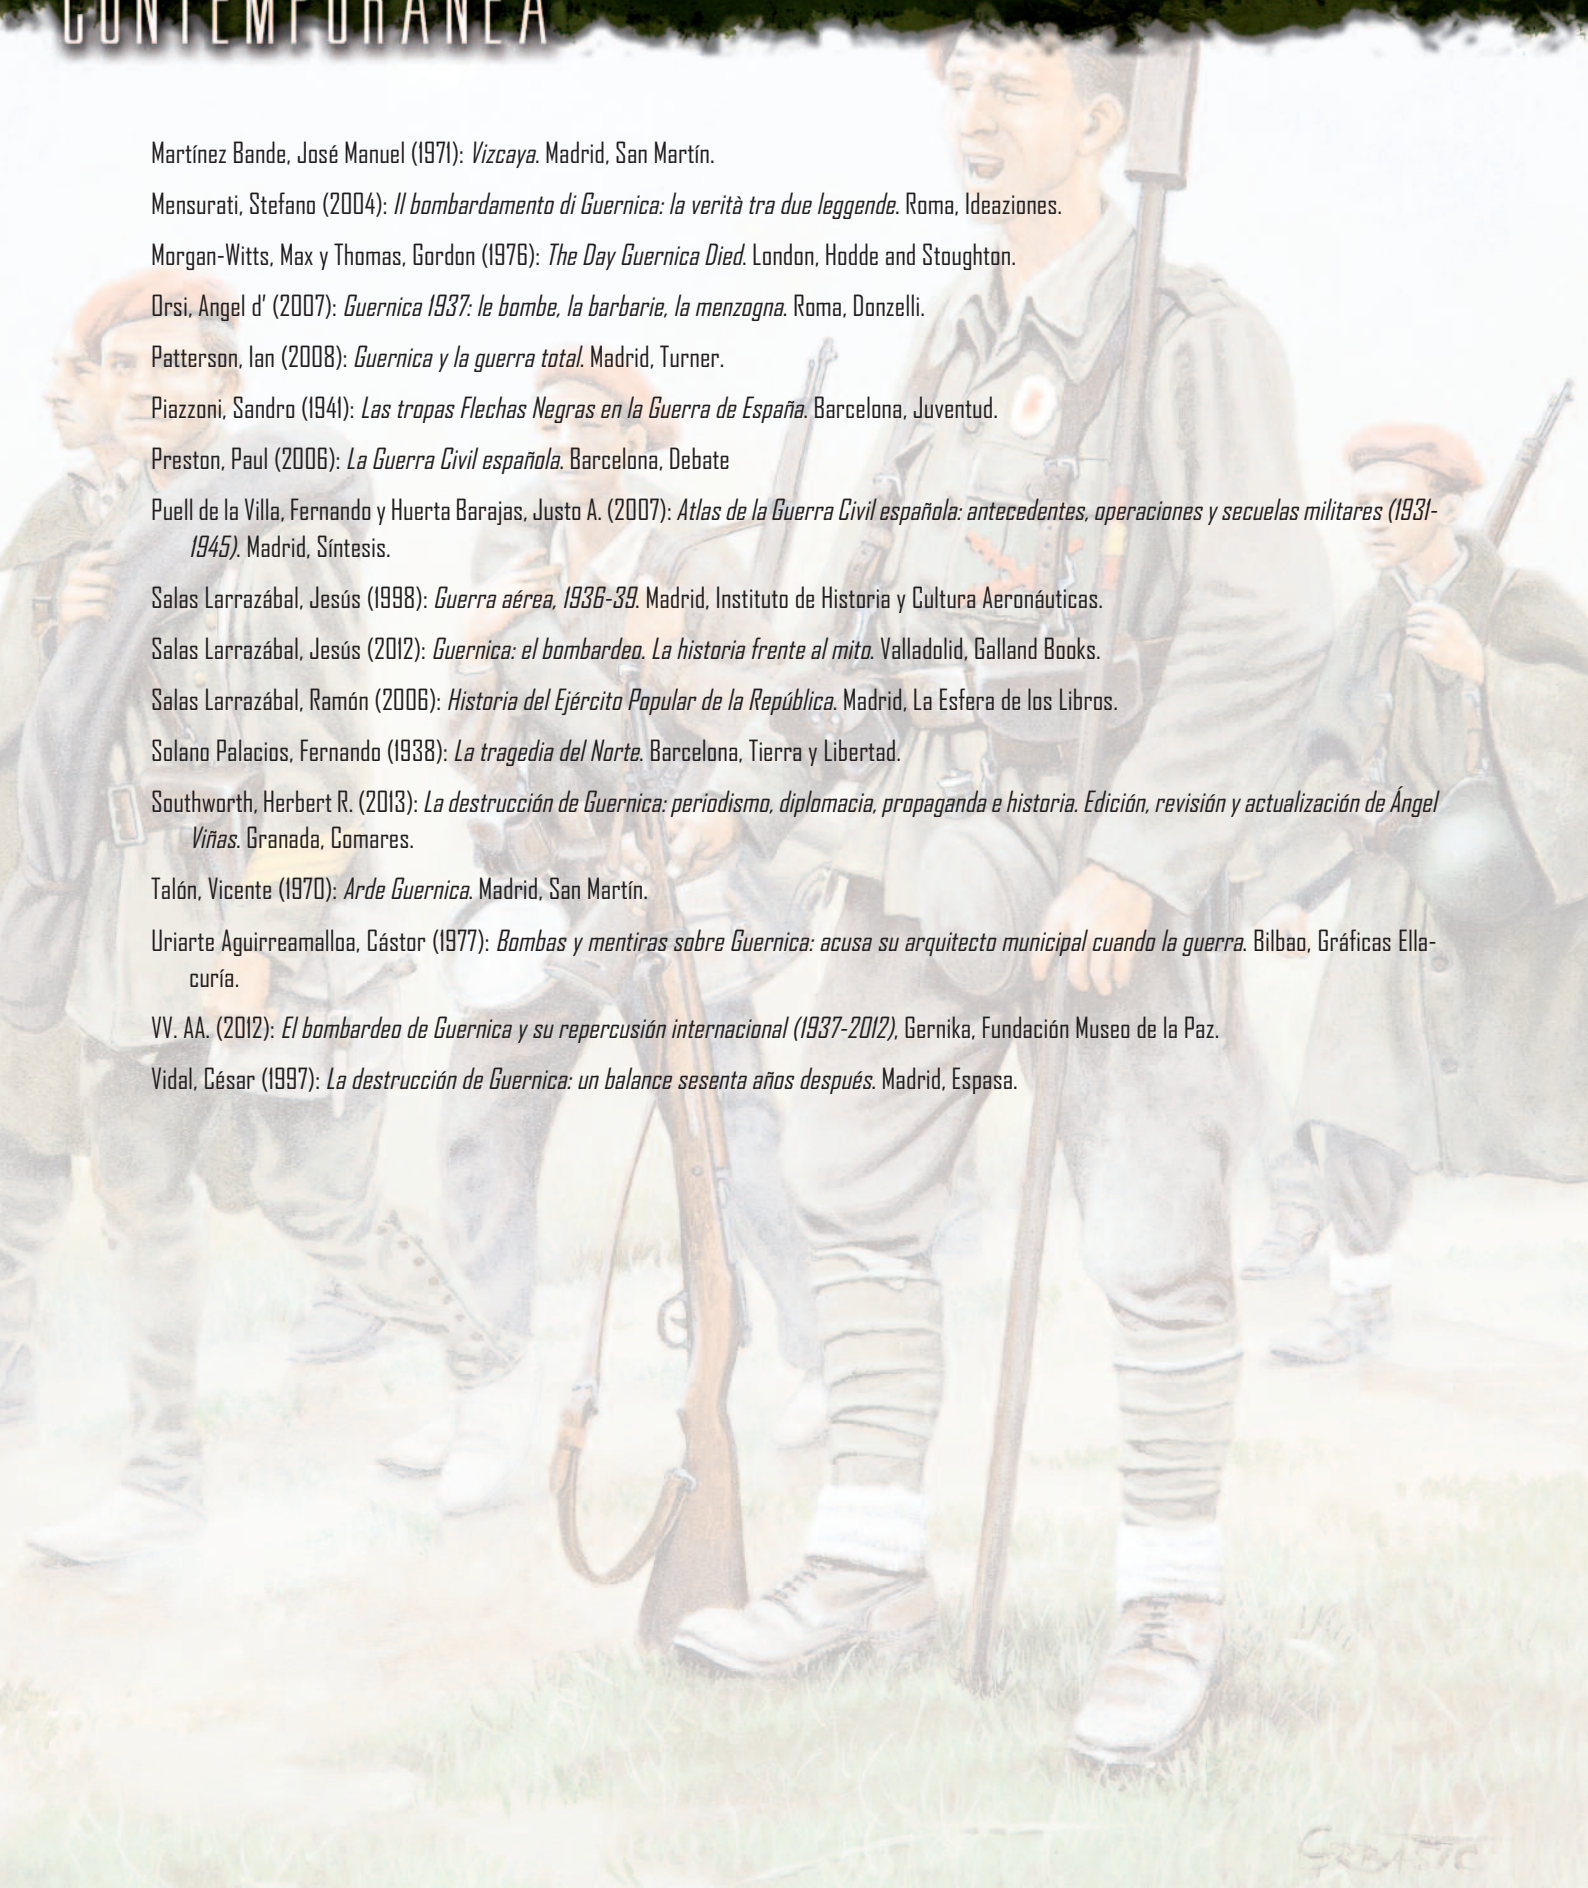 CONTEMPORÁNEA
Martínez Bande, José Manuel (1971): Vizcaya. Madrid, San Martín.
Mensurati, Stefano (2004): Il bombardamento di Guernica: la verità tra due leggende. Roma, Ideaziones.
Morgan-Witts, Max y Thomas, Gordon (1976): The Day Guernica Died. London, Hodde and Stoughton.
Orsi, Angel d' (2007): Guernica 1937: le bombe, la barbarie, la menzogna. Roma, Donzelli.
Patterson, Ian (2008): Guernica y la guerra total. Madrid, Turner.
Piazzoni, Sandro (1941): Las tropas Flechas Negras en la Guerra de España. Barcelona, Juventud.
Preston, Paul (2006): La Guerra Civil española. Barcelona, Debate
Puell de la Villa, Fernando y Huerta Barajas, Justo A. (2007): Atlas de la Guerra Civil española: antecedentes, operaciones y secuelas militares (1931-
1945). Madrid, Síntesis.
Salas Larrazábal, Jesús (1998): Guerra aérea, 1936-39. Madrid, Instituto de Historia y Cultura Aeronáuticas.
Salas Larrazábal, Jesús (2012): Guernica: el bombardeo. La historia frente al mito. Valladolid, Galland Books.
Salas Larrazábal, Ramón (2006): Historia del Ejército Popular de la República. Madrid, La Esfera de los Libros.
Solano Palacios, Fernando (1938): La tragedia del Norte. Barcelona, Tierra y Libertad.
Southworth, Herbert R. (2013): La destrucción de Guernica: periodismo, diplomacia, propaganda e historia. Edición, revisión y actualización de Ángel
Viñas. Granada, Comares.
Talón, Vicente (1970): Arde Guernica. Madrid, San Martín.
Uriarte Aguirreamalloa, Cástor (1977): Bombas y mentiras sobre Guernica: acusa su arquitecto municipal cuando la guerra. Bilbao, Gráficas Ella-
curía.
VV. AA. (2012): El bombardeo de Guernica y su repercusión internacional (1937-2012), Gernika, Fundación Museo de la Paz.
Vidal, César (1997): La destrucción de Guernica: un balance sesenta años después. Madrid, Espasa.